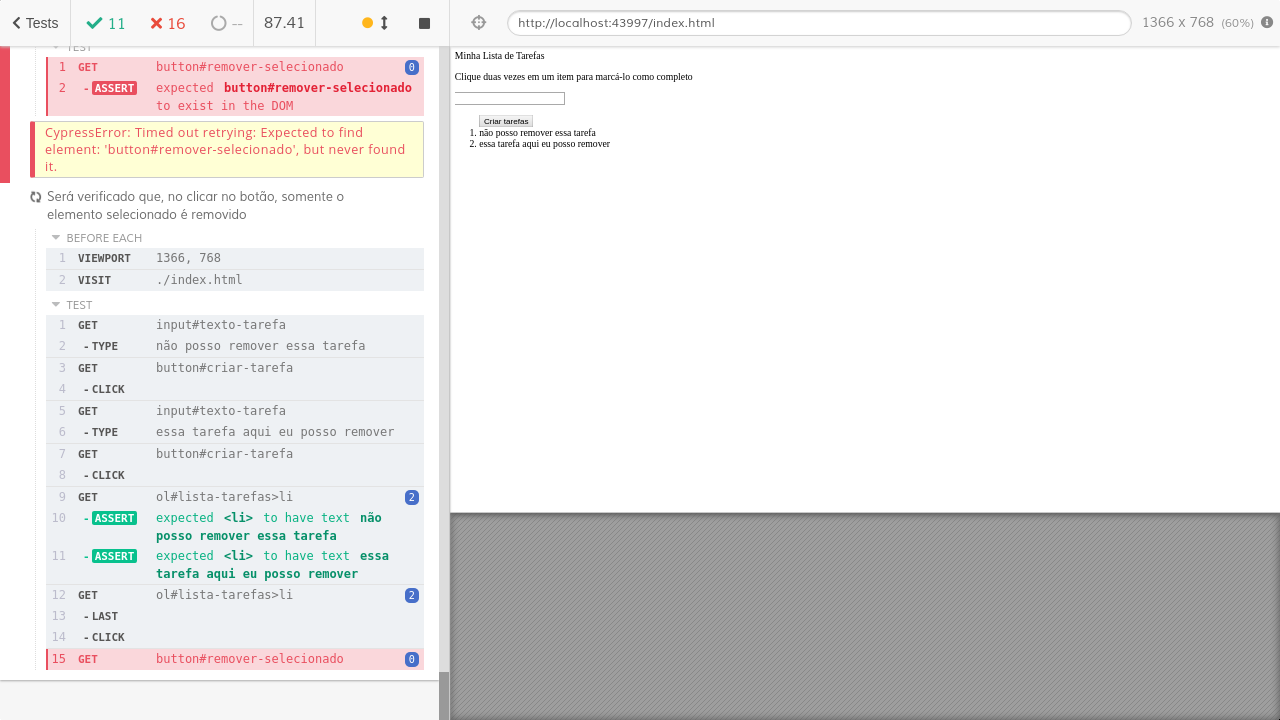 Tests
11
16
--
87.41
http://localhost:43997/index.html
1366 x 768 (60%)
TEST
1 GET button#remover-selecionado 0
2 - ASSERT expected button#remover-selecionado
to exist in the DOM
CypressError: Timed out retrying: Expected to find
element: 'button#remover-selecionado', but never found
it.
Será verificado que, no clicar no botão, somente o
elemento selecionado é removido
BEFORE EACH
1 VIEWPORT 1366, 768
2 VISIT ./index.html
TEST
1 GET input#texto-tarefa
2 - TYPE não posso remover essa tarefa
3 GET button#criar-tarefa
4 - CLICK
5 GET input#texto-tarefa
6 - TYPE essa tarefa aqui eu posso remover
7 GET button#criar-tarefa
8 - CLICK
9 GET ol#lista-tarefas>li 2
10 - ASSERT expected <li> to have text não
posso remover essa tarefa
11 - ASSERT expected <li> to have text essa
tarefa aqui eu posso remover
12 GET ol#lista-tarefas>li 2
13 - LAST
14 - CLICK
15 GET button#remover-selecionado 0
Minha Lista de Tarefas
Clique duas vezes em um item para marcá-lo como completo
Criar tarefas
1. não posso remover essa tarefa
2. essa tarefa aqui eu posso remover